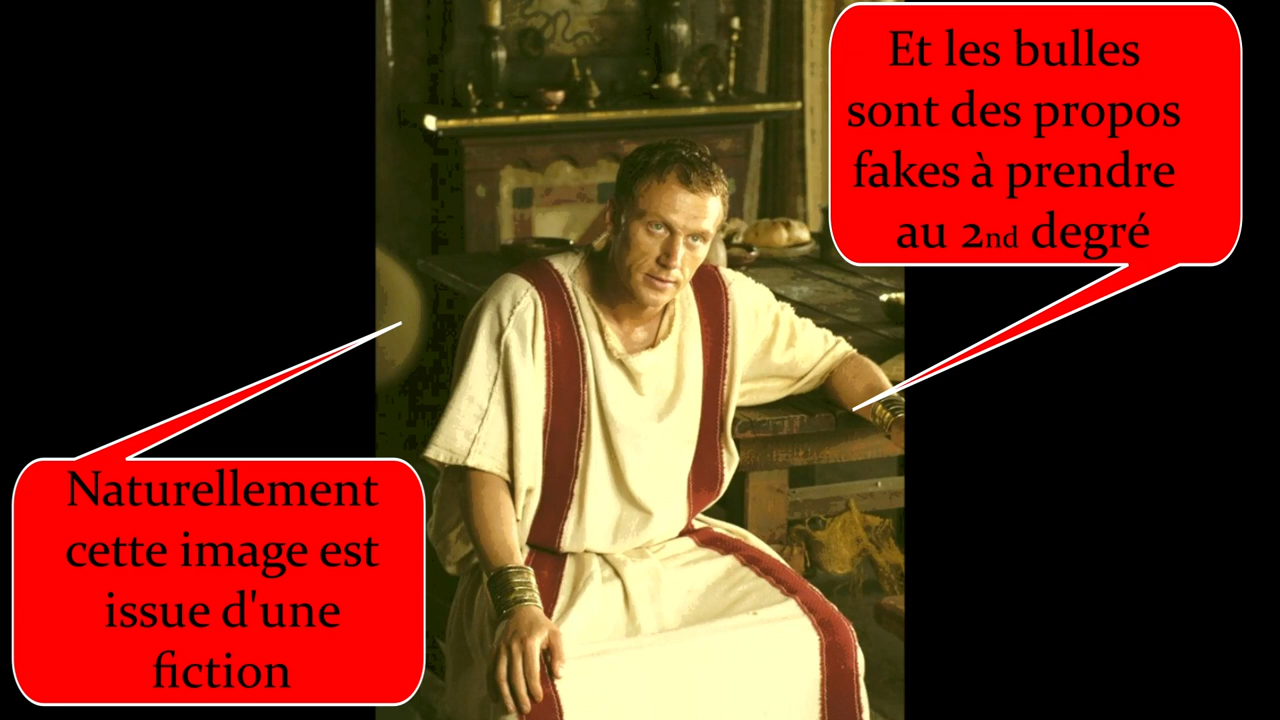 Et les bulles
sont des propos
fakes à prendre
au 2nd degré
Naturellement
cette image est
issue d'une
fiction